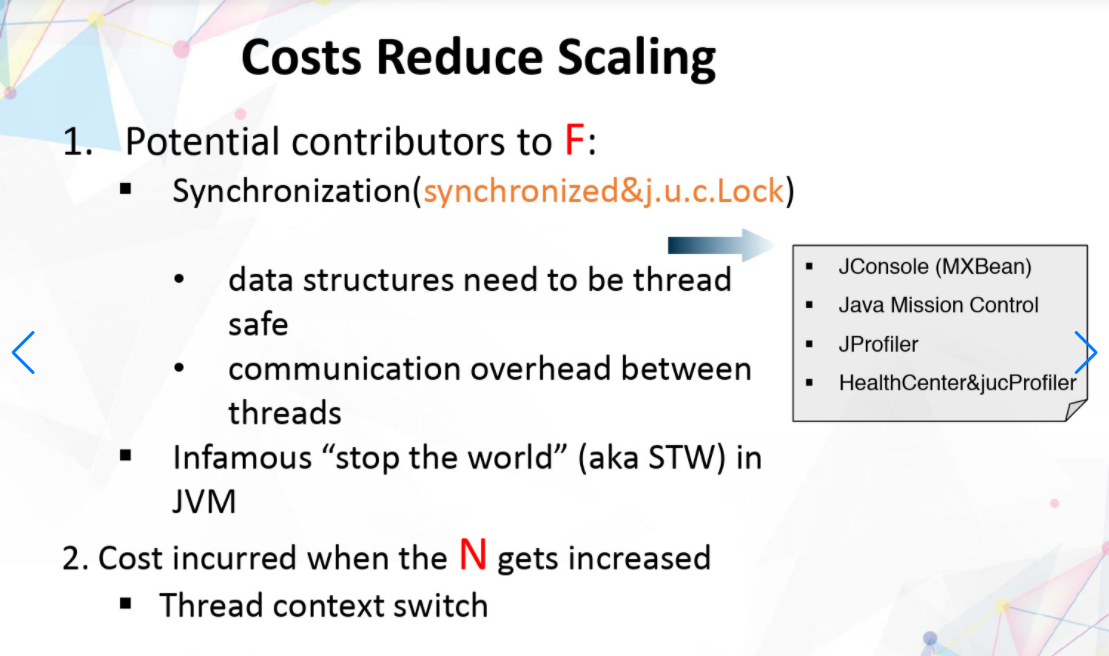 Costs Reduce Scaling
1. Potential contributors to F:
▪ Synchronization(synchronized&j.u.c.Lock)
• data structures need to be thread
safe
• communication overhead between
threads
▪ Infamous “stop the world” (aka STW) in
JVM
2. Cost incurred when the N gets increased
▪ Thread context switch
▪ JConsole (MXBean)
▪ Java Mission Control
▪ JProfiler
▪ HealthCenter&jucProfiler